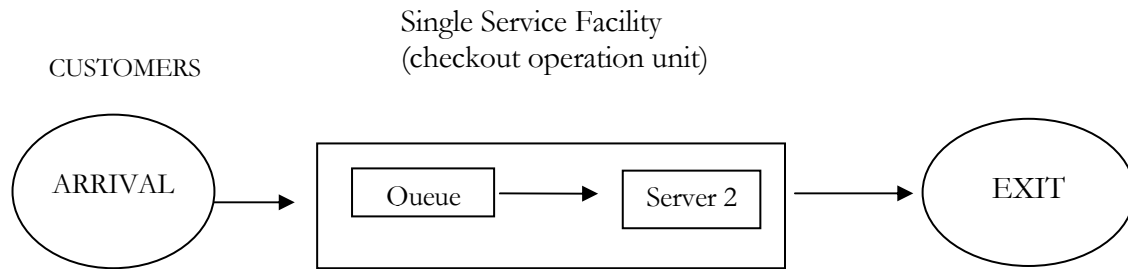 Single Service Facility
(checkout operation unit)
CUSTOMERS
ARRIVAL
Oueue
Server 2
EXIT